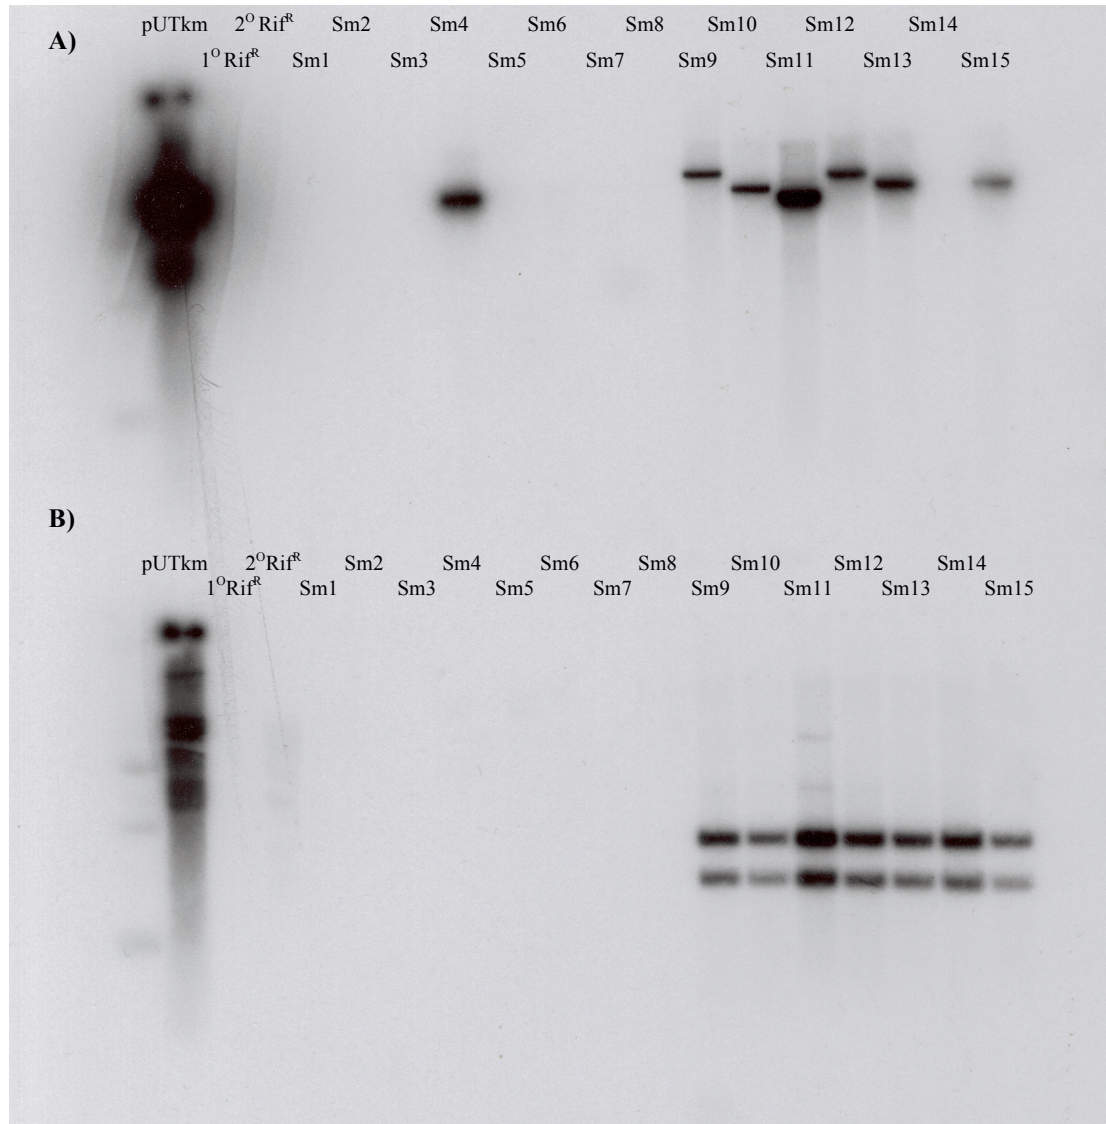 A)
pUTkm 2ᴼ Rifᴿ Sm2 Sm4 Sm6 Sm8 Sm10 Sm12 Sm14
1ᴼ Rifᴿ Sm1 Sm3 Sm5 Sm7 Sm9 Sm11 Sm13 Sm15
B)
pUTkm 2ᴼRifᴿ Sm2 Sm4 Sm6 Sm8 Sm10 Sm12 Sm14
1ᴼRifᴿ Sm1 Sm3 Sm5 Sm7 Sm9 Sm11 Sm13 Sm15